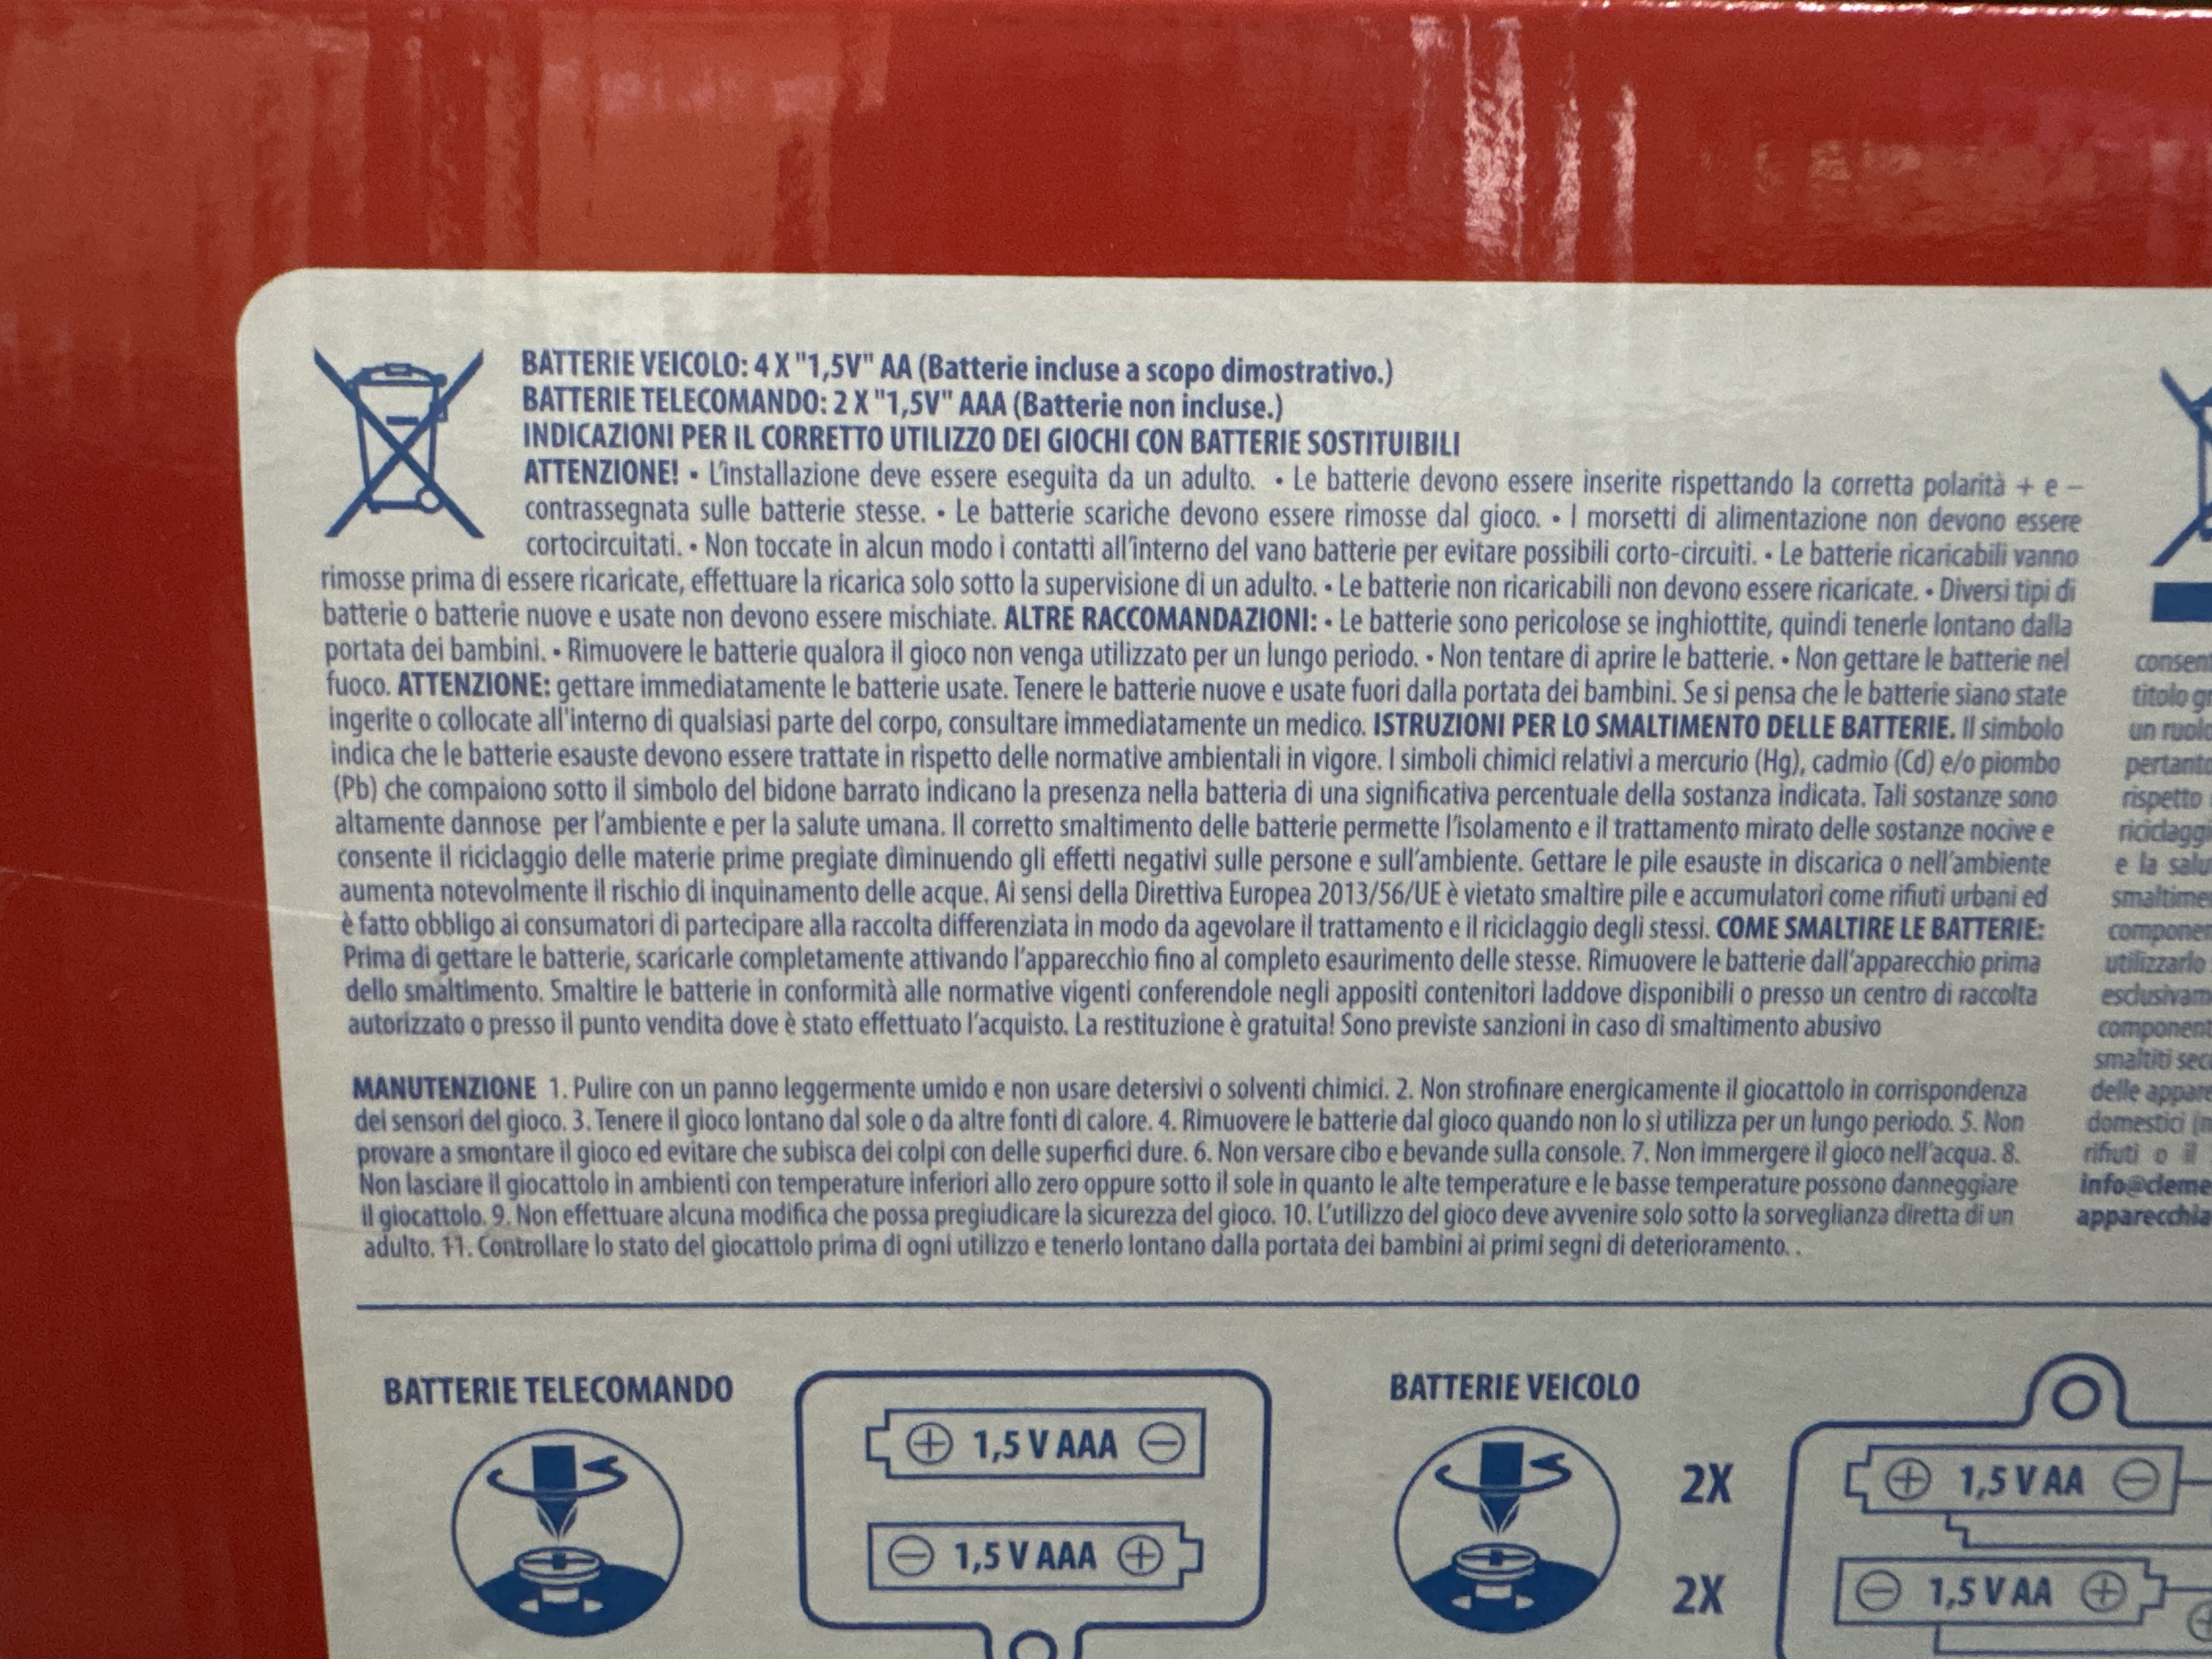 BATTERIE VEICOLO: 4 X "1,5V" AA (Batterie incluse a scopo dimostrativo.)
BATTERIE TELECOMANDO: 2 X "1,5V" AAA (Batterie non incluse.)
INDICAZIONI PER IL CORRETTO UTILIZZO DEI GIOCHI CON BATTERIE SOSTITUIBILI
ATTENZIONE! • L'installazione deve essere eseguita da un adulto. • Le batterie devono essere inserite rispettando la corretta polarità + e –
contrassegnata sulle batterie stesse. • Le batterie scariche devono essere rimosse dal gioco. • I morsetti di alimentazione non devono essere
cortocircuitati. • Non toccate in alcun modo i contatti all'interno del vano batterie per evitare possibili corto-circuiti. • Le batterie ricaricabili vanno
rimosse prima di essere ricaricate, effettuare la ricarica solo sotto la supervisione di un adulto. • Le batterie non ricaricabili non devono essere ricaricate. • Diversi tipi di
batterie o batterie nuove e usate non devono essere mischiate. ALTRE RACCOMANDAZIONI: • Le batterie sono pericolose se inghiottite, quindi tenerle lontano dalla
portata dei bambini. • Rimuovere le batterie qualora il gioco non venga utilizzato per un lungo periodo. • Non tentare di aprire le batterie. • Non gettare le batterie nel
fuoco. ATTENZIONE: gettare immediatamente le batterie usate. Tenere le batterie nuove e usate fuori dalla portata dei bambini. Se si pensa che le batterie siano state
ingerite o collocate all'interno di qualsiasi parte del corpo, consultare immediatamente un medico. ISTRUZIONI PER LO SMALTIMENTO DELLE BATTERIE. Il simbolo
indica che le batterie esauste devono essere trattate in rispetto delle normative ambientali in vigore. I simboli chimici relativi a mercurio (Hg), cadmio (Cd) e/o piombo
(Pb) che compaiono sotto il simbolo del bidone barrato indicano la presenza nella batteria di una significativa percentuale della sostanza indicata. Tali sostanze sono
altamente dannose per l'ambiente e per la salute umana. Il corretto smaltimento delle batterie permette l'isolamento e il trattamento mirato delle sostanze nocive e
consente il riciclaggio delle materie prime pregiate diminuendo gli effetti negativi sulle persone e sull'ambiente. Gettare le pile esauste in discarica o nell'ambiente
aumenta notevolmente il rischio di inquinamento delle acque. Ai sensi della Direttiva Europea 2013/56/UE è vietato smaltire pile e accumulatori come rifiuti urbani ed
è fatto obbligo ai consumatori di partecipare alla raccolta differenziata in modo da agevolare il trattamento e il riciclaggio degli stessi. COME SMALTIRE LE BATTERIE:
Prima di gettare le batterie, scaricarle completamente attivando l'apparecchio fino al completo esaurimento delle stesse. Rimuovere le batterie dall'apparecchio prima
dello smaltimento. Smaltire le batterie in conformità alle normative vigenti conferendole negli appositi contenitori laddove disponibili o presso un centro di raccolta
autorizzato o presso il punto vendita dove è stato effettuato l'acquisto. La restituzione è gratuita! Sono previste sanzioni in caso di smaltimento abusivo
MANUTENZIONE 1. Pulire con un panno leggermente umido e non usare detersivi o solventi chimici. 2. Non strofinare energicamente il giocattolo in corrispondenza
dei sensori del gioco. 3. Tenere il gioco lontano dal sole o da altre fonti di calore. 4. Rimuovere le batterie dal gioco quando non lo si utilizza per un lungo periodo. 5. Non
provare a smontare il gioco ed evitare che subisca dei colpi con delle superfici dure. 6. Non versare cibo e bevande sulla console. 7. Non immergere il gioco nell'acqua. 8.
Non lasciare il giocattolo in ambienti con temperature inferiori allo zero oppure sotto il sole in quanto le alte temperature e le basse temperature possono danneggiare
il giocattolo. 9. Non effettuare alcuna modifica che possa pregiudicare la sicurezza del gioco. 10. L'utilizzo del gioco deve avvenire solo sotto la sorveglianza diretta di un
adulto. 11. Controllare lo stato del giocattolo prima di ogni utilizzo e tenerlo lontano dalla portata dei bambini ai primi segni di deterioramento. .
titolo
un
e la
utilizzarlo
delle
domestici
rifiuti o il
BATTERIE TELECOMANDO
+ 1,5 V AAA −
− 1,5 V AAA +
BATTERIE VEICOLO
2X
+ 1,5 V AA −
2X
− 1,5 V AA +